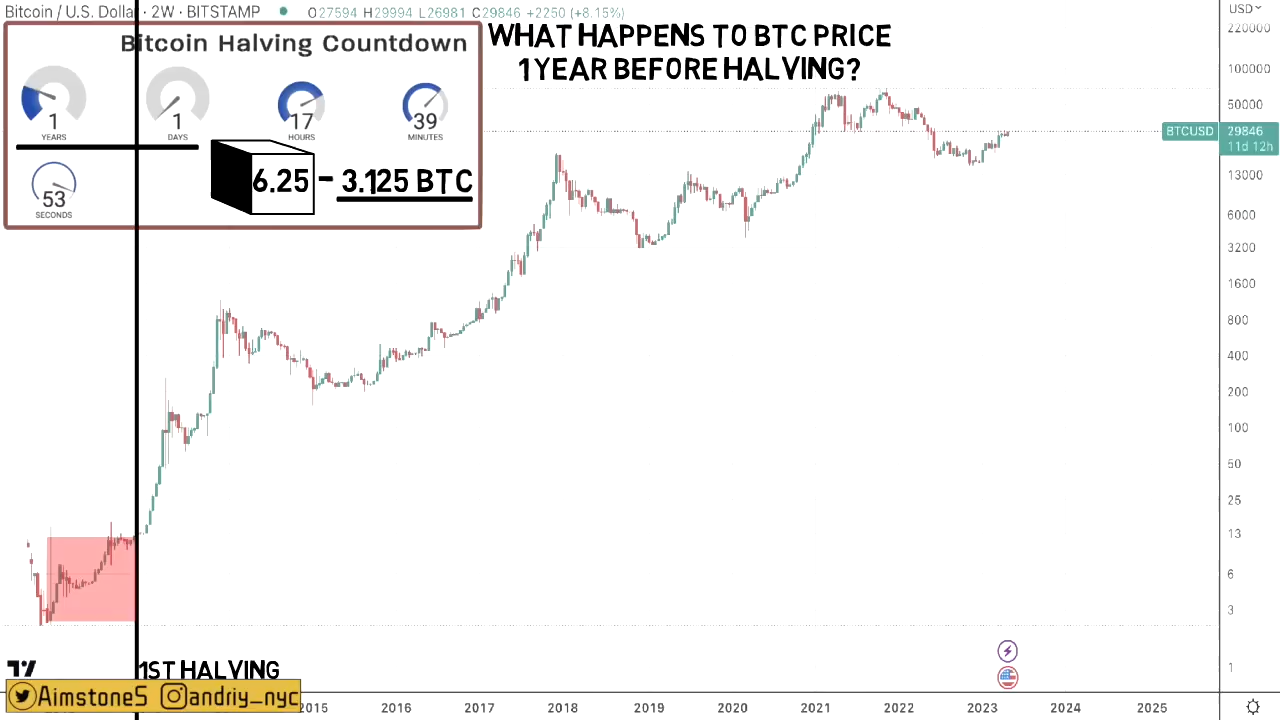 Bitcoin / U.S. Dollar · 2W · BITSTAMP
O27594 H29994 L26981 C29846 +2250 (+8.15%)
USD
Bitcoin Halving Countdown
WHAT HAPPENS TO BTC PRICE
1 YEAR BEFORE HALVING?
1
YEARS
1
DAYS
17
HOURS
39
MINUTES
53
SECONDS
6.25 - 3.125 BTC
220000
100000
50000
BTCUSD 29846
11d 12h
13000
6000
3200
1600
800
400
200
100
50
25
13
6
3
1
1ST HALVING
AimstoneS andriy_nyc
2015 2016 2017 2018 2019 2020 2021 2022 2023 2024 2025